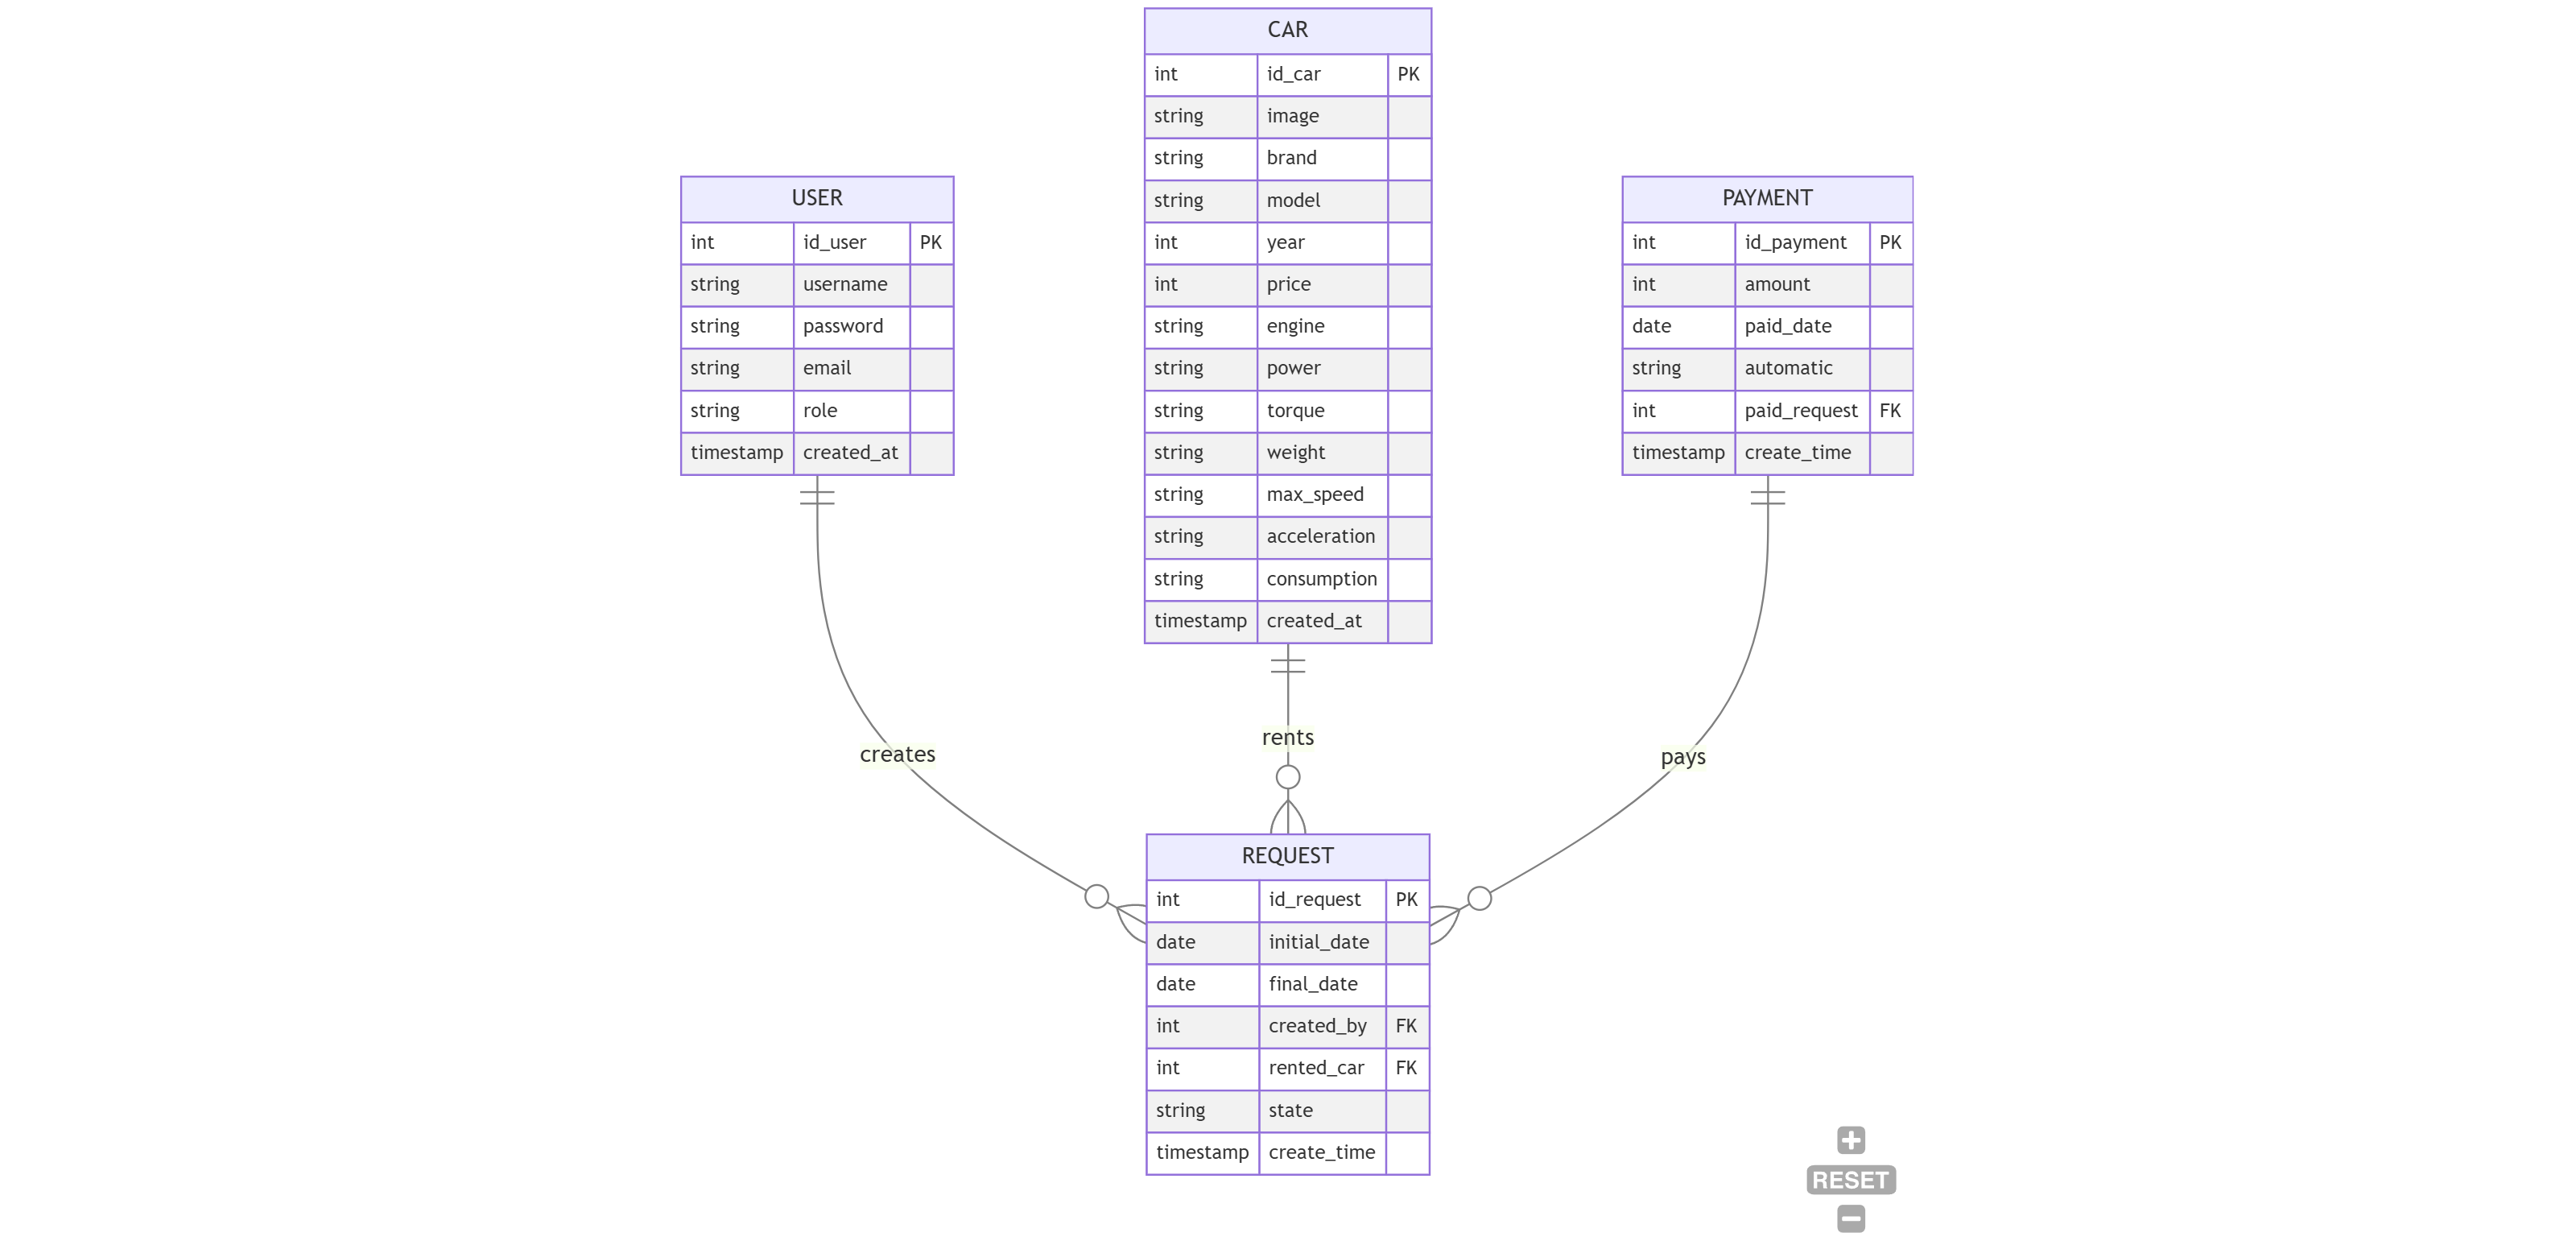 CAR
int id_car PK
string image
string brand
string model
int year
int price
string engine
string power
string torque
string weight
string max_speed
string acceleration
string consumption
timestamp created_at
USER
int id_user PK
string username
string password
string email
string role
timestamp created_at
PAYMENT
int id_payment PK
int amount
date paid_date
string automatic
int paid_request FK
timestamp create_time
creates
rents
pays
REQUEST
int id_request PK
date initial_date
date final_date
int created_by FK
int rented_car FK
string state
timestamp create_time
RESET